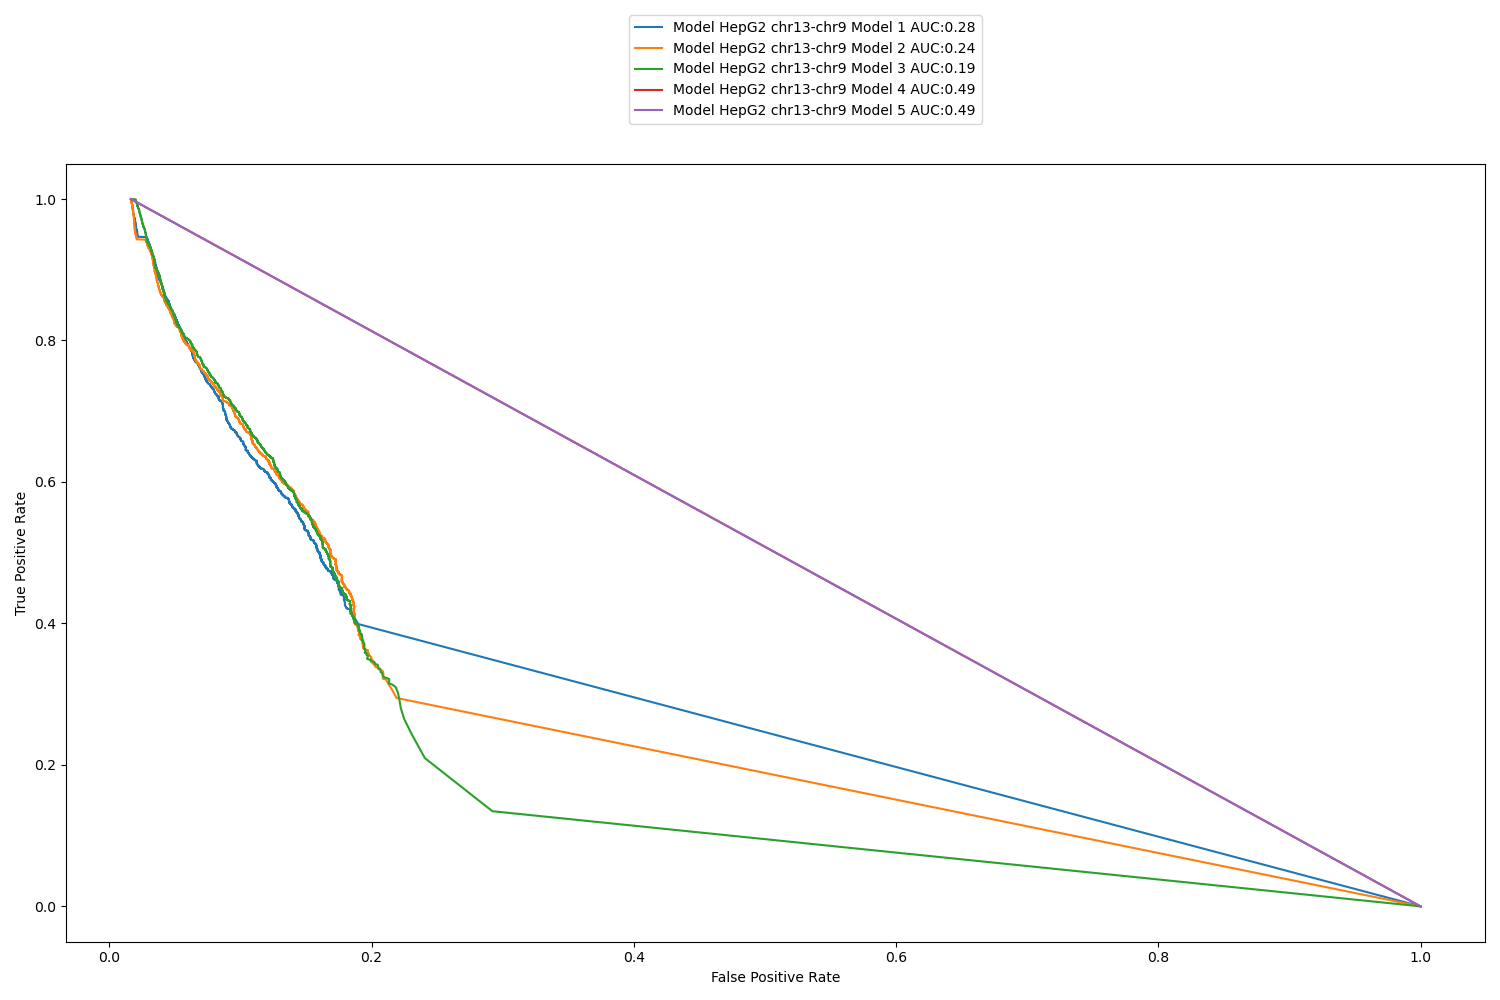 Model HepG2 chr13-chr9 Model 1 AUC:0.28
Model HepG2 chr13-chr9 Model 2 AUC:0.24
Model HepG2 chr13-chr9 Model 3 AUC:0.19
Model HepG2 chr13-chr9 Model 4 AUC:0.49
Model HepG2 chr13-chr9 Model 5 AUC:0.49
True Positive Rate
1.0
0.8
0.6
0.4
0.2
0.0
0.0 0.2 0.4 0.6 0.8 1.0
False Positive Rate